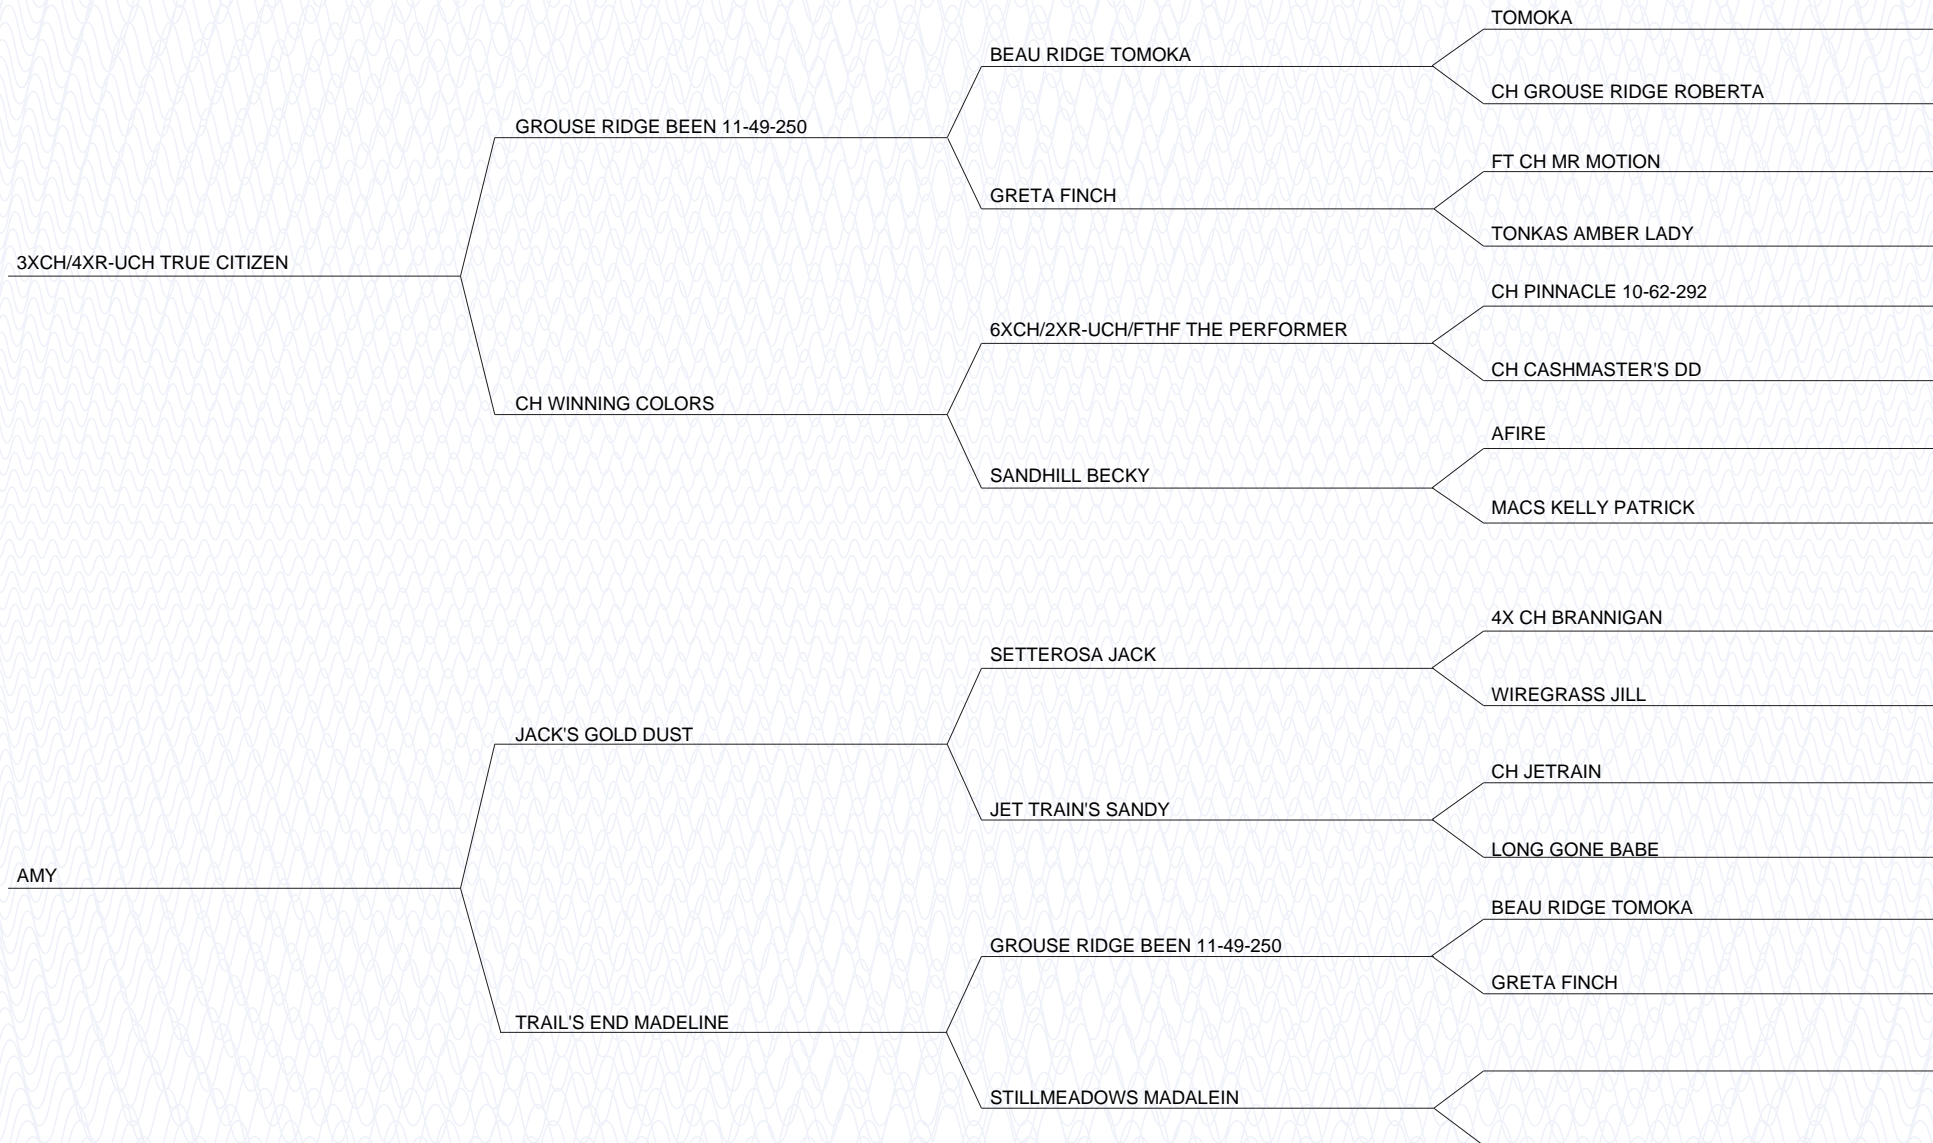 TOMOKA
BEAU RIDGE TOMOKA
CH GROUSE RIDGE ROBERTA
GROUSE RIDGE BEEN 11-49-250
FT CH MR MOTION
GRETA FINCH
TONKAS AMBER LADY
3XCH/4XR-UCH TRUE CITIZEN
CH PINNACLE 10-62-292
6XCH/2XR-UCH/FTHF THE PERFORMER
CH CASHMASTER'S DD
CH WINNING COLORS
AFIRE
SANDHILL BECKY
MACS KELLY PATRICK
4X CH BRANNIGAN
SETTEROSA JACK
WIREGRASS JILL
JACK'S GOLD DUST
CH JETRAIN
JET TRAIN'S SANDY
LONG GONE BABE
AMY
BEAU RIDGE TOMOKA
GROUSE RIDGE BEEN 11-49-250
GRETA FINCH
TRAIL'S END MADELINE
STILLMEADOWS MADALEIN